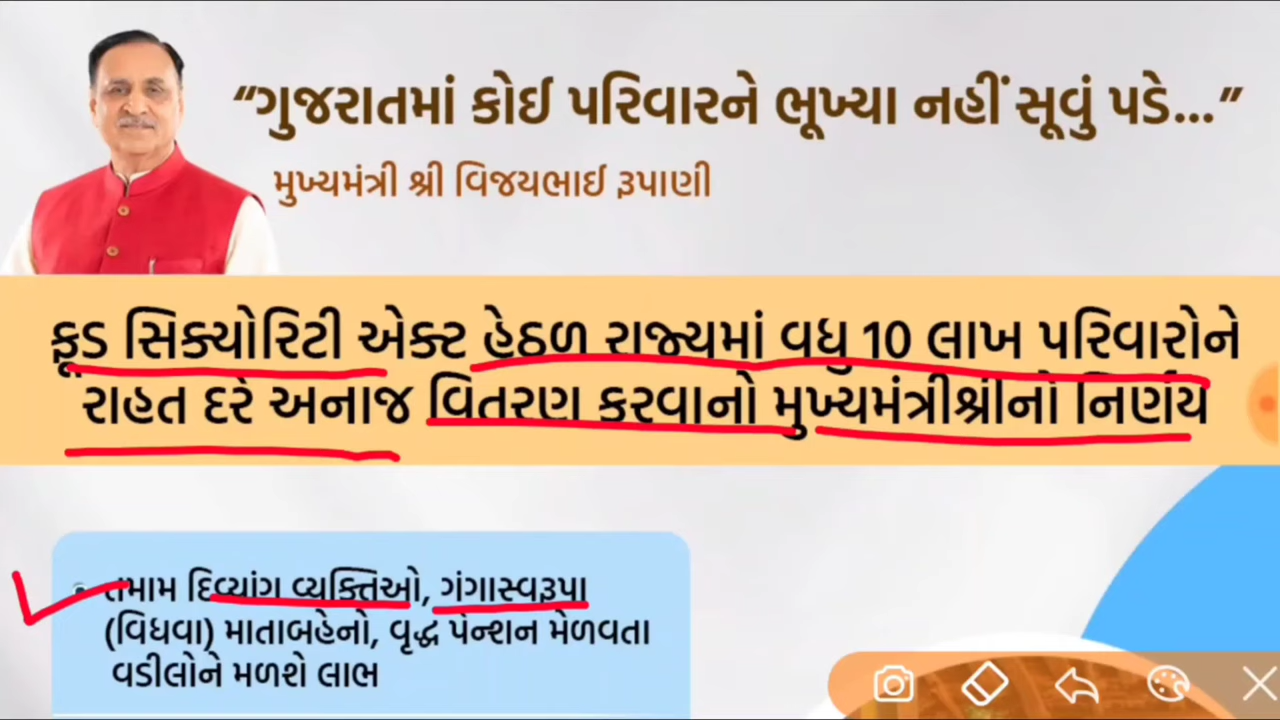 “ગુજરાતમાં કોઈ પરિવારને ભૂખ્યા નહીં સૂવું પડે...”
મુખ્યમંત્રી શ્રી વિજયભાઈ રૂપાણી
ફૂડ સિક્યોરિટી એક્ટ હેઠળ રાજ્યમાં વધુ 10 લાખ પરિવારોને
રાહત દરે અનાજ વિતરણ કરવાનો મુખ્યમંત્રીશ્રીનો નિર્ણય
તમામ દિવ્યાંગ વ્યક્તિઓ, ગંગાસ્વરૂપા
(વિધવા) માતાબહેનો, વૃદ્ધ પેન્શન મેળવતા
વડીલોને મળશે લાભ